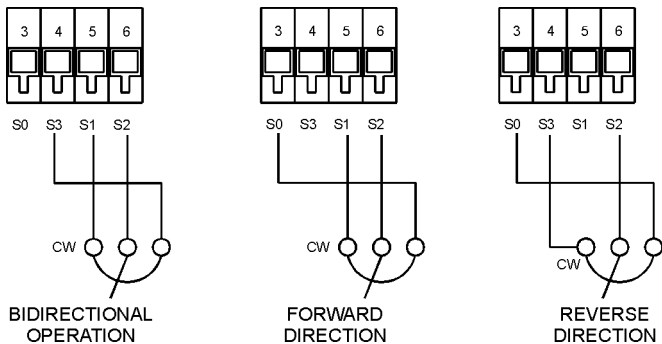 3 4 5 6
S0 S3 S1 S2
CW
BIDIRECTIONAL
OPERATION
3 4 5 6
S0 S3 S1 S2
CW
FORWARD
DIRECTION
3 4 5 6
S0 S3 S1 S2
CW
REVERSE
DIRECTION